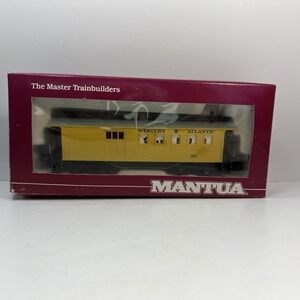 The Master Trainbuilders
WESTERN & ATLANTIC
MANTUA